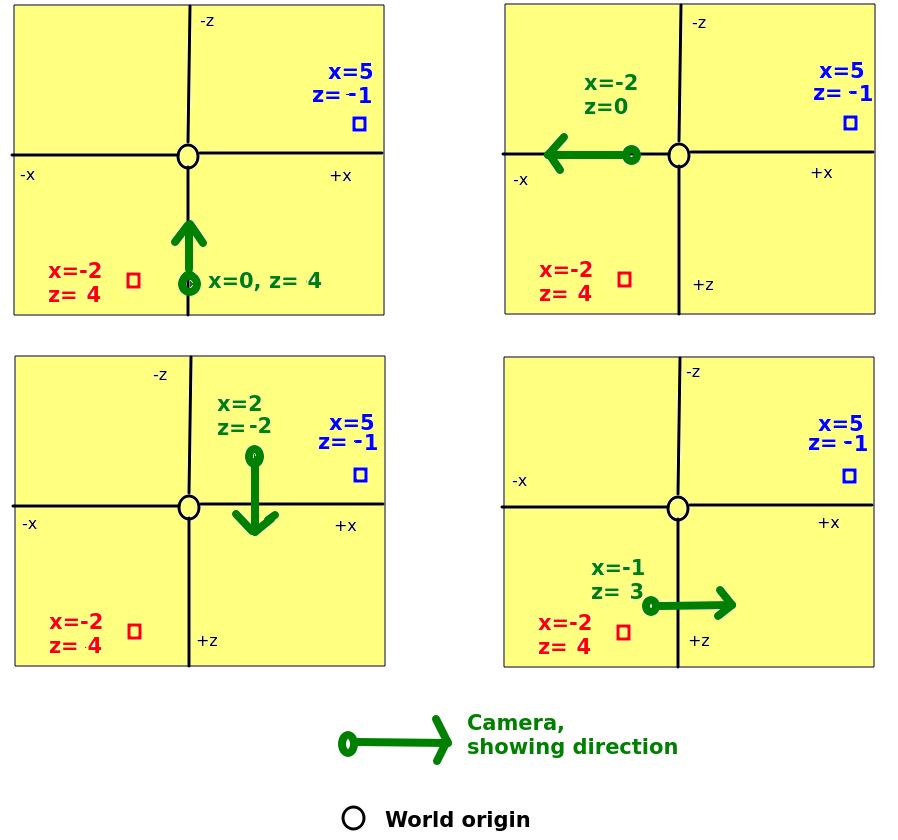 -z
x=5
z= -1
-x
+x
x=-2
z= 4
x=0, z= 4
-z
x=5
z= -1
x=-2
z=0
-x
+x
x=-2
z= 4
+z
-z
x=2
z=-2
x=5
z= -1
-x
+x
x=-2
z= 4
+z
-z
x=5
z= -1
-x
+x
x=-1
z= 3
x=-2
z= 4
+z
Camera,
showing direction
World origin